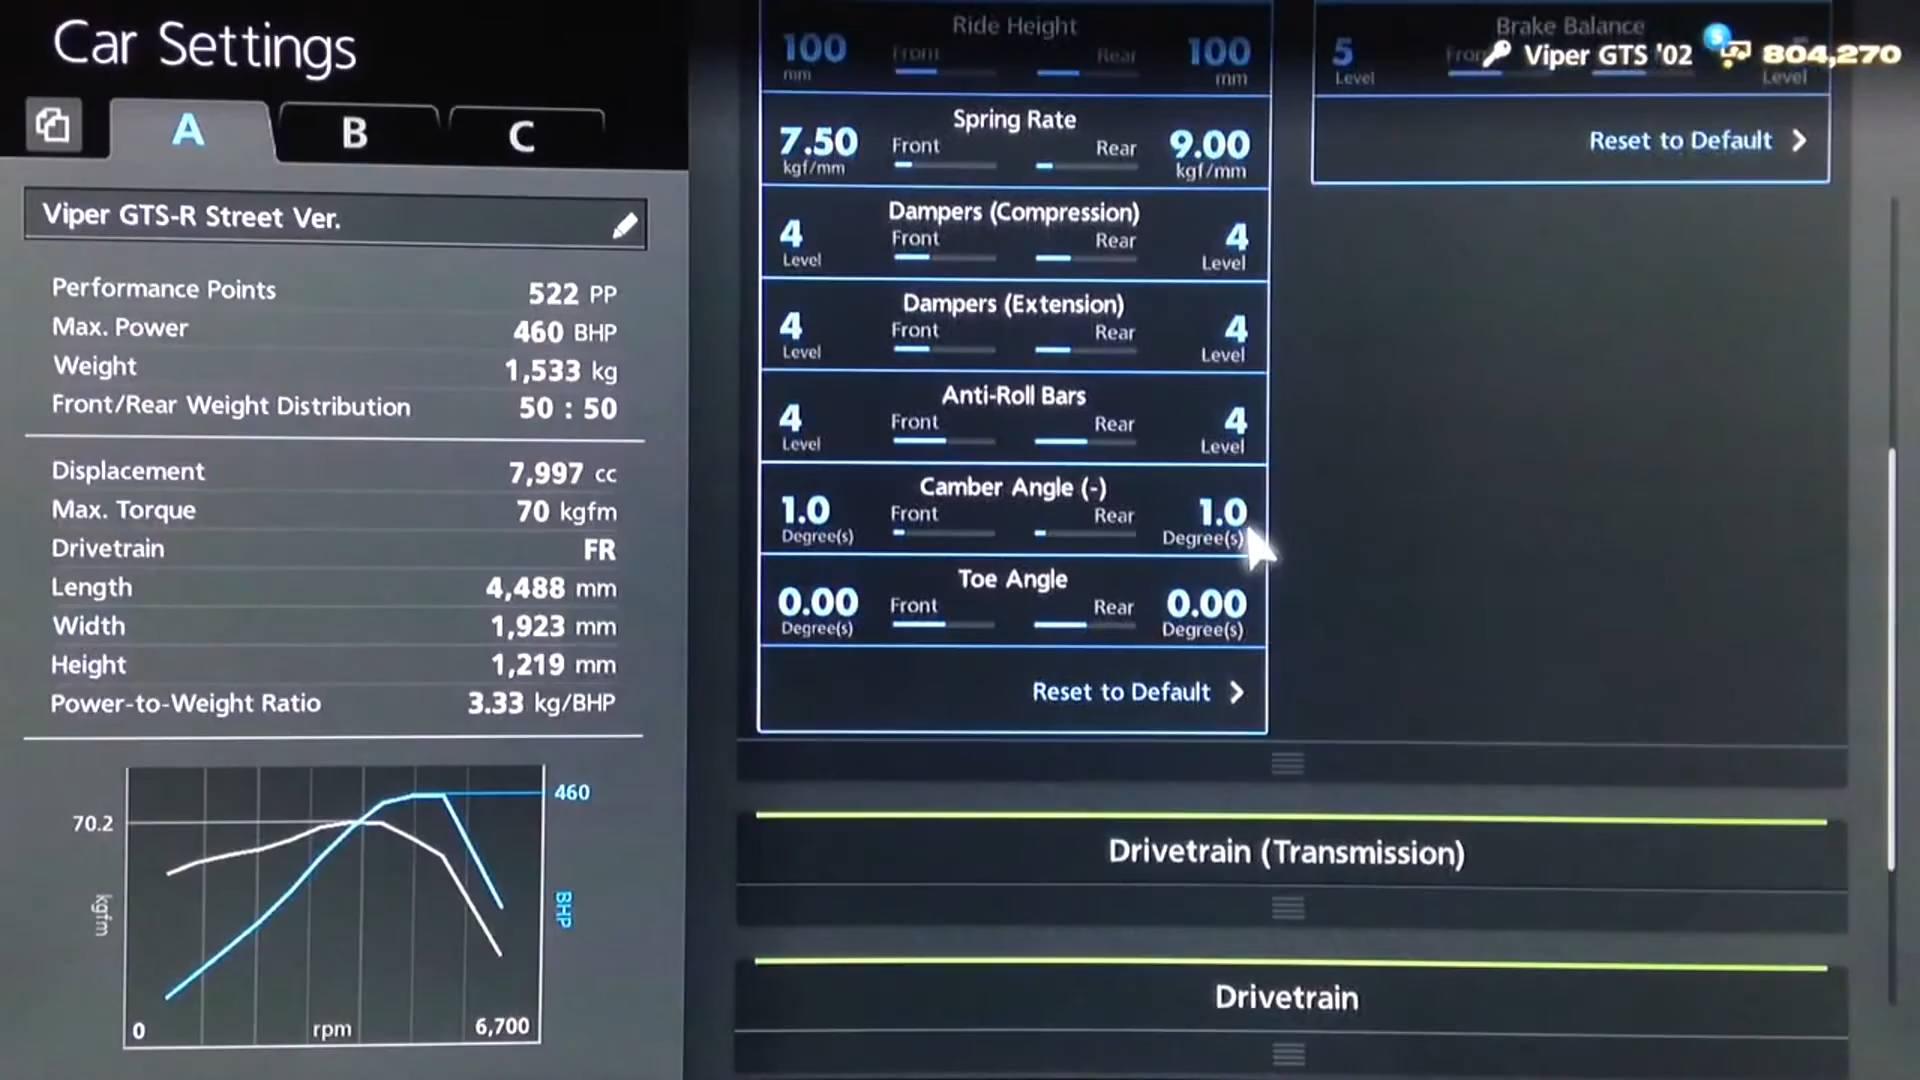 Car Settings
A
B
C
Viper GTS-R Street Ver.
Performance Points 522 PP
Max. Power 460 BHP
Weight 1,533 kg
Front/Rear Weight Distribution 50 : 50
Displacement 7,997 cc
Max. Torque 70 kgfm
Drivetrain FR
Length 4,488 mm
Width 1,923 mm
Height 1,219 mm
Power-to-Weight Ratio 3.33 kg/BHP
460
70.2
kgfm
BHP
0 rpm 6,700
Ride Height
100 mm Front Rear 100 mm
Spring Rate
7.50 kgf/mm Front Rear 9.00 kgf/mm
Dampers (Compression)
4 Level Front Rear 4 Level
Dampers (Extension)
4 Level Front Rear 4 Level
Anti-Roll Bars
4 Level Front Rear 4 Level
Camber Angle (-)
1.0 Degree(s) Front Rear 1.0 Degree(s)
Toe Angle
0.00 Degree(s) Front Rear 0.00 Degree(s)
Reset to Default
Brake Balance
5 Level Level
Viper GTS '02 S 804,270
Reset to Default
Drivetrain (Transmission)
Drivetrain